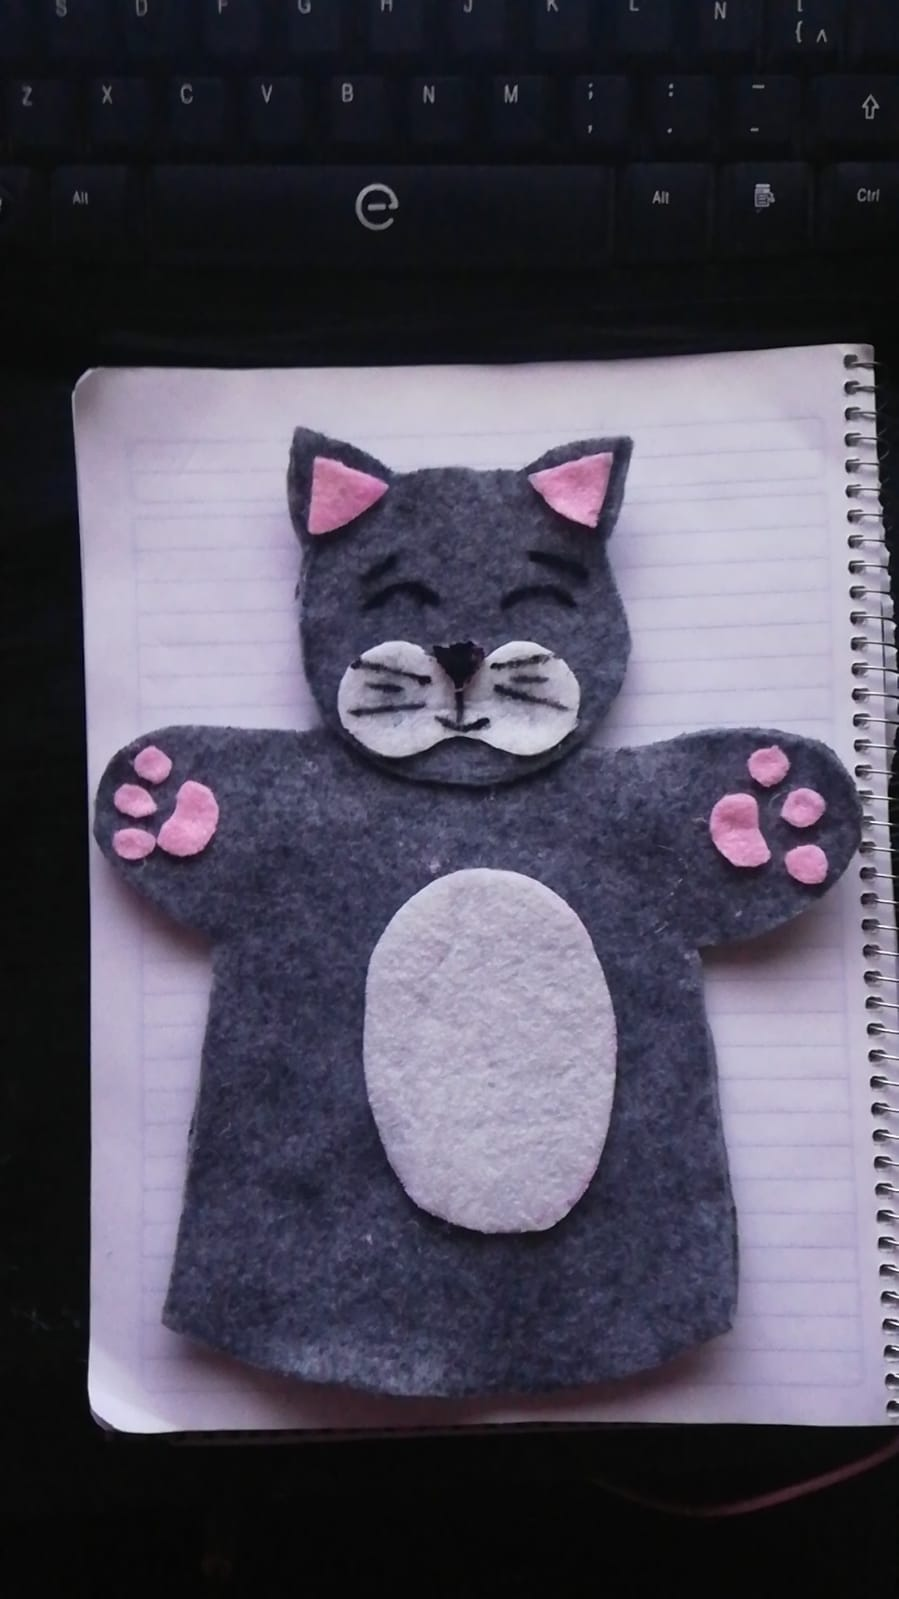 S D F G H J K L N [
{ ^
Z X C V B N M ; : _
, . -
Alt e Alt Ctrl